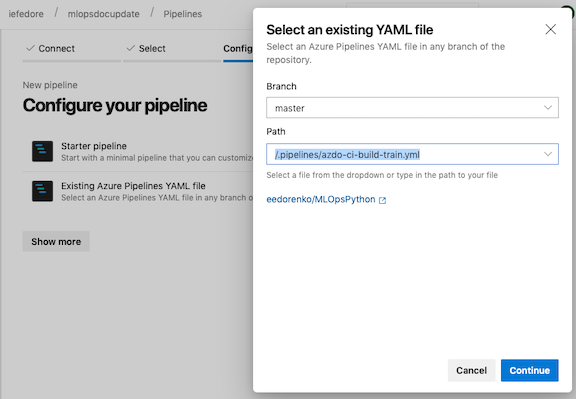 iefedore / mlopsdocupdate / Pipelines
✓ Connect
✓ Select
Config
New pipeline
Configure your pipeline
Starter pipeline
Start with a minimal pipeline that you can customize
Existing Azure Pipelines YAML file
Select an Azure Pipelines YAML file in any branch o
Show more
Select an existing YAML file
Select an Azure Pipelines YAML file in any branch of the
repository.
Branch
master
Path
/.pipelines/azdo-ci-build-train.yml
Select a file from the dropdown or type in the path to your file
eedorenko/MLOpsPython
Cancel
Continue